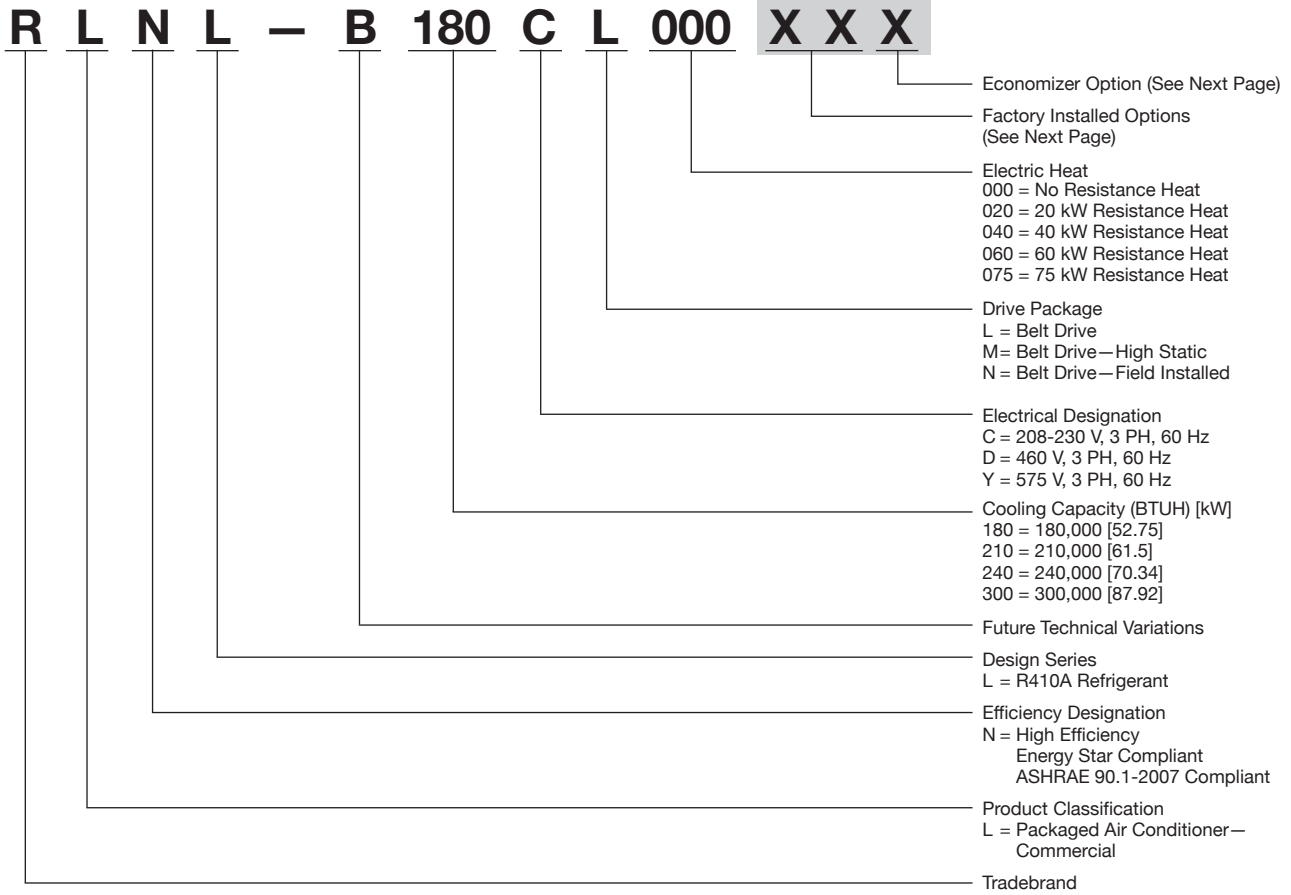 R L N L — B 180 C L 000 X X X
Economizer Option (See Next Page)
Factory Installed Options
(See Next Page)
Electric Heat
000 = No Resistance Heat
020 = 20 kW Resistance Heat
040 = 40 kW Resistance Heat
060 = 60 kW Resistance Heat
075 = 75 kW Resistance Heat
Drive Package
L = Belt Drive
M= Belt Drive—High Static
N = Belt Drive—Field Installed
Electrical Designation
C = 208-230 V, 3 PH, 60 Hz
D = 460 V, 3 PH, 60 Hz
Y = 575 V, 3 PH, 60 Hz
Cooling Capacity (BTUH) [kW]
180 = 180,000 [52.75]
210 = 210,000 [61.5]
240 = 240,000 [70.34]
300 = 300,000 [87.92]
Future Technical Variations
Design Series
L = R410A Refrigerant
Efficiency Designation
N = High Efficiency
Energy Star Compliant
ASHRAE 90.1-2007 Compliant
Product Classification
L = Packaged Air Conditioner—
Commercial
Tradebrand